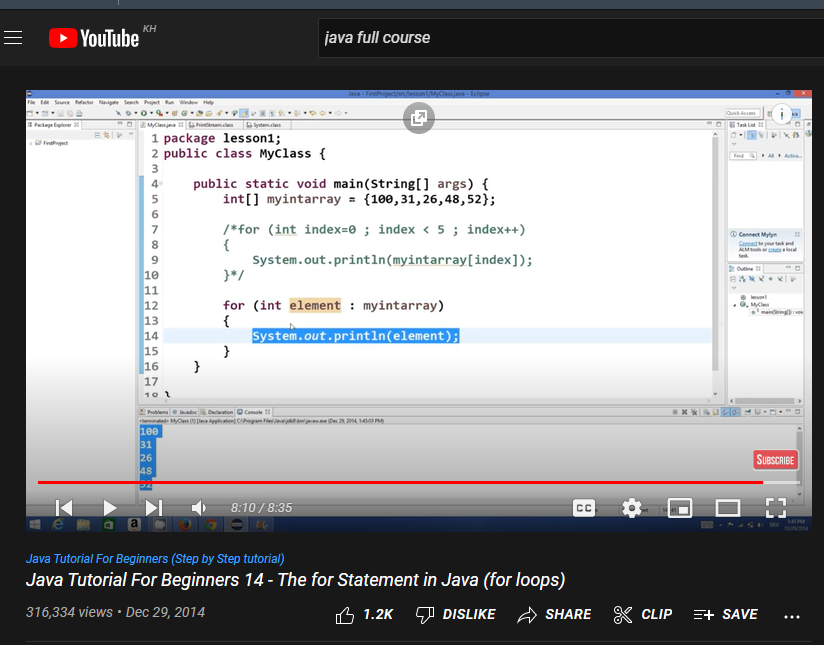 YouTube KH
java full course
Java - FirstProject/src/lesson1/MyClass.java - Eclipse
File Edit Source Refactor Navigate Search Project Run Window Help
Quick Access
Package Explorer
FirstProject
MyClass.java PrintStream.class System.class
1 package lesson1;
2 public class MyClass {
3
4 public static void main(String[] args) {
5 int[] myintarray = {100,31,26,48,52};
6
7 /*for (int index=0 ; index < 5 ; index++)
8 {
9 System.out.println(myintarray[index]);
10 }*/
11
12 for (int element : myintarray)
13 {
14 System.out.println(element);
15 }
16 }
17
18 }
Task List
Find All Activa...
Connect Mylyn
Connect to your task and
ALM tools or create a local
task.
Outline
lesson1
MyClass
main(String[]) : voi
Problems Javadoc Declaration Console
<terminated> MyClass (1) [Java Application] C:\Program Files\Java\jdk8\bin\javaw.exe (Dec 29, 2014, 1:45:03 PM)
100
31
26
48
52
SUBSCRIBE
8:10 / 8:35
CC
1:45 PM
12/29/2014
Java Tutorial For Beginners (Step by Step tutorial)
Java Tutorial For Beginners 14 - The for Statement in Java (for loops)
316,334 views • Dec 29, 2014
1.2K DISLIKE SHARE CLIP SAVE ...